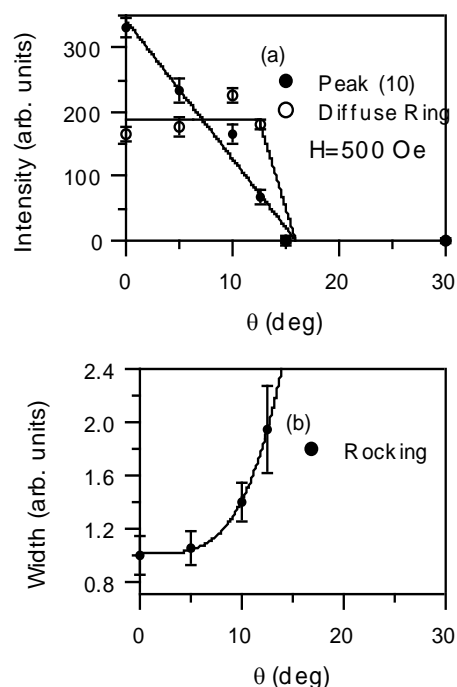 Intensity (arb. units)
300
200
100
0
(a)
Peak (10)
Diffuse Ring
H=500 Oe
0
10
20
30
θ (deg)
Width (arb. units)
2.4
2.0
1.6
1.2
0.8
(b)
Rocking
0
10
20
30
θ (deg)